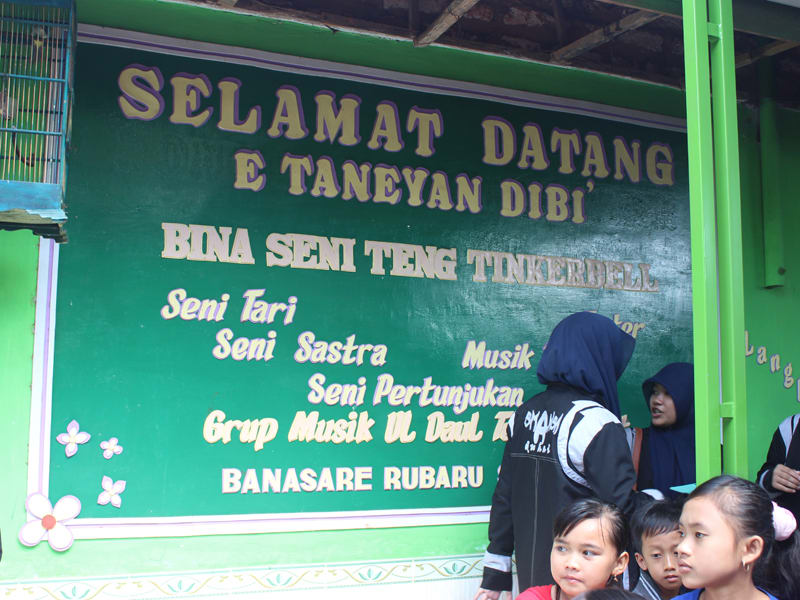 SELAMAT DATANG
E TANEYAN DIBI'
BINA SENI TENG TINKERBELL
Seni Tari
Seni Sastra Musik
Seni Pertunjukan
Grup Musik Ul Daul
BANASARE RUBARU